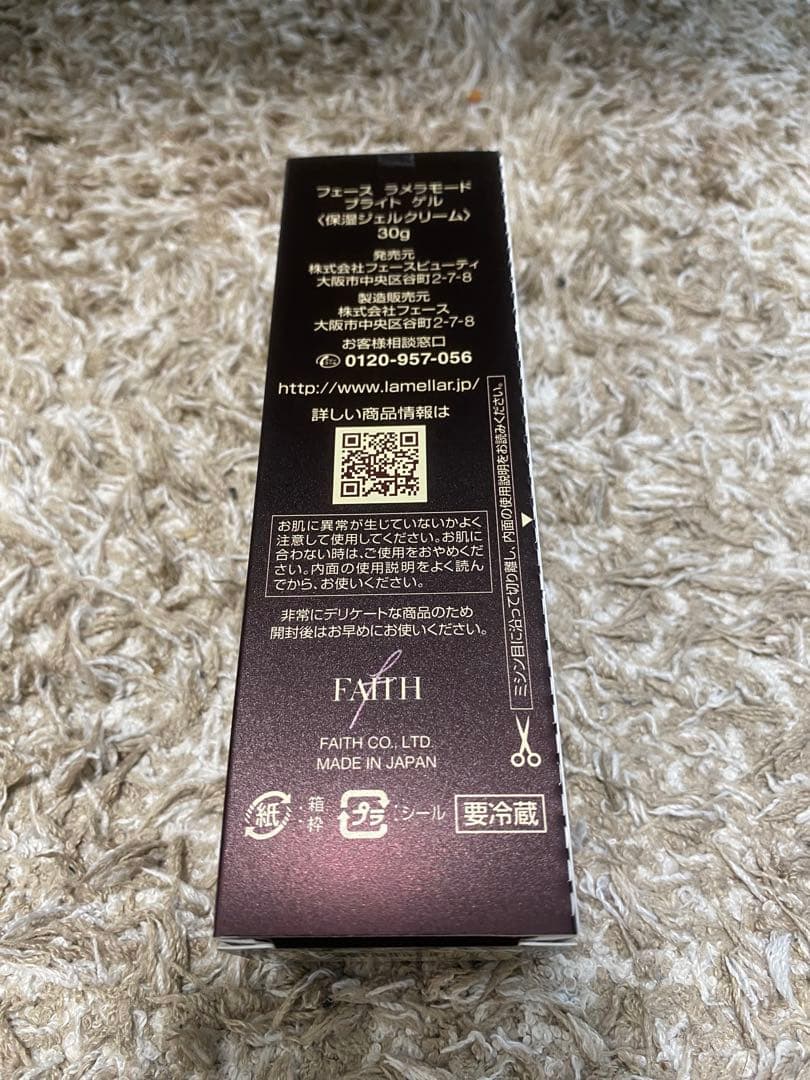 フェース ラメラモード
ブライト ゲル
〈保湿ジェルクリーム〉
30g
発売元
株式会社フェースビューティ
大阪市中央区谷町2-7-8
製造販売元
株式会社フェース
大阪市中央区谷町2-7-8
お客様相談窓口
0120-957-056
http://www.lamellar.jp/
詳しい商品情報は
お肌に異常が生じていないかよく
注意して使用してください。お肌に
合わない時は、ご使用をおやめくだ
さい。内面の使用説明をよく読ん
でから、お使いください。
非常にデリケートな商品のため
開封後はお早めにお使いください。
ミシン目に沿って切り離し、内面の使用説明をお読みください。
FAITH
FAITH CO., LTD.
MADE IN JAPAN
紙 : 箱 枠 プラ : シール 要冷蔵